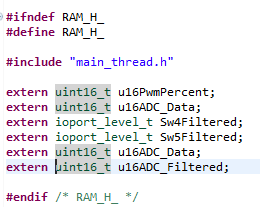 #ifndef RAM_H_
#define RAM_H_
#include "main_thread.h"
extern uint16_t u16PwmPercent;
extern uint16_t u16ADC_Data;
extern ioport_level_t Sw4Filtered;
extern ioport_level_t Sw5Filtered;
extern uint16_t u16ADC_Data;
extern uint16_t u16ADC_Filtered;
#endif /* RAM_H_ */